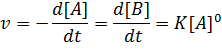 v = − d[A]/dt = d[B]/dt = K[A]⁰